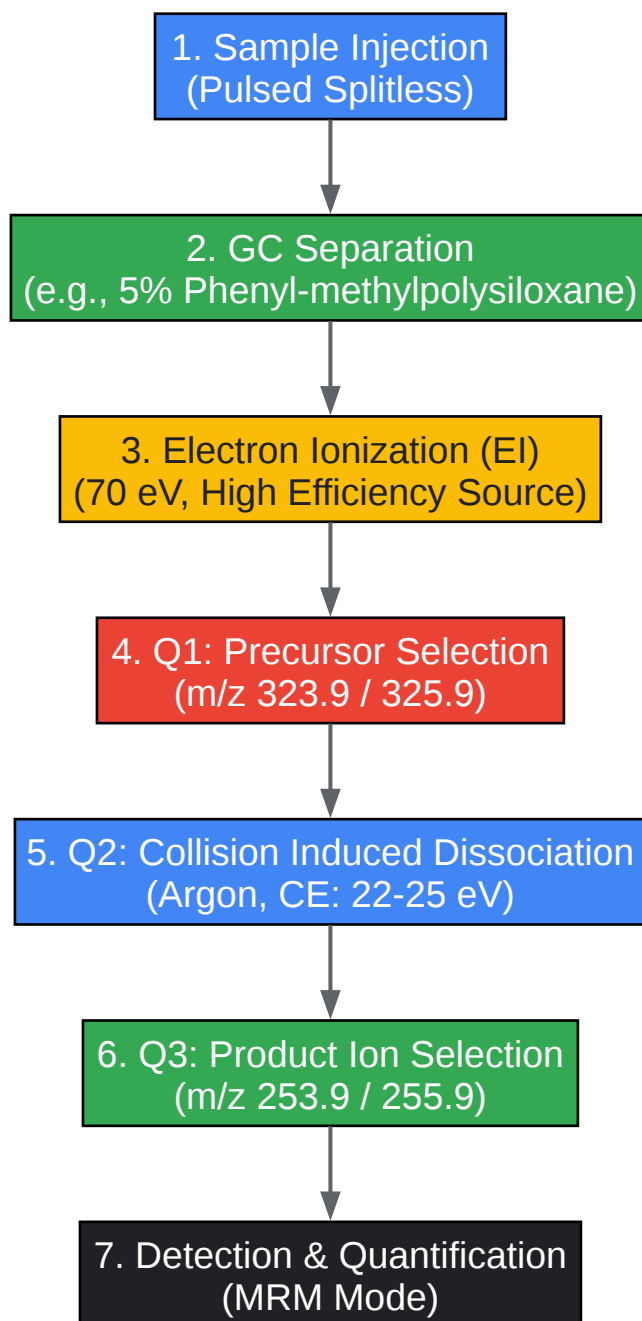 1. Sample Injection
(Pulsed Splitless)
2. GC Separation
(e.g., 5% Phenyl-methylpolysiloxane)
3. Electron Ionization (EI)
(70 eV, High Efficiency Source)
4. Q1: Precursor Selection
(m/z 323.9 / 325.9)
5. Q2: Collision Induced Dissociation
(Argon, CE: 22-25 eV)
6. Q3: Product Ion Selection
(m/z 253.9 / 255.9)
7. Detection & Quantification
(MRM Mode)